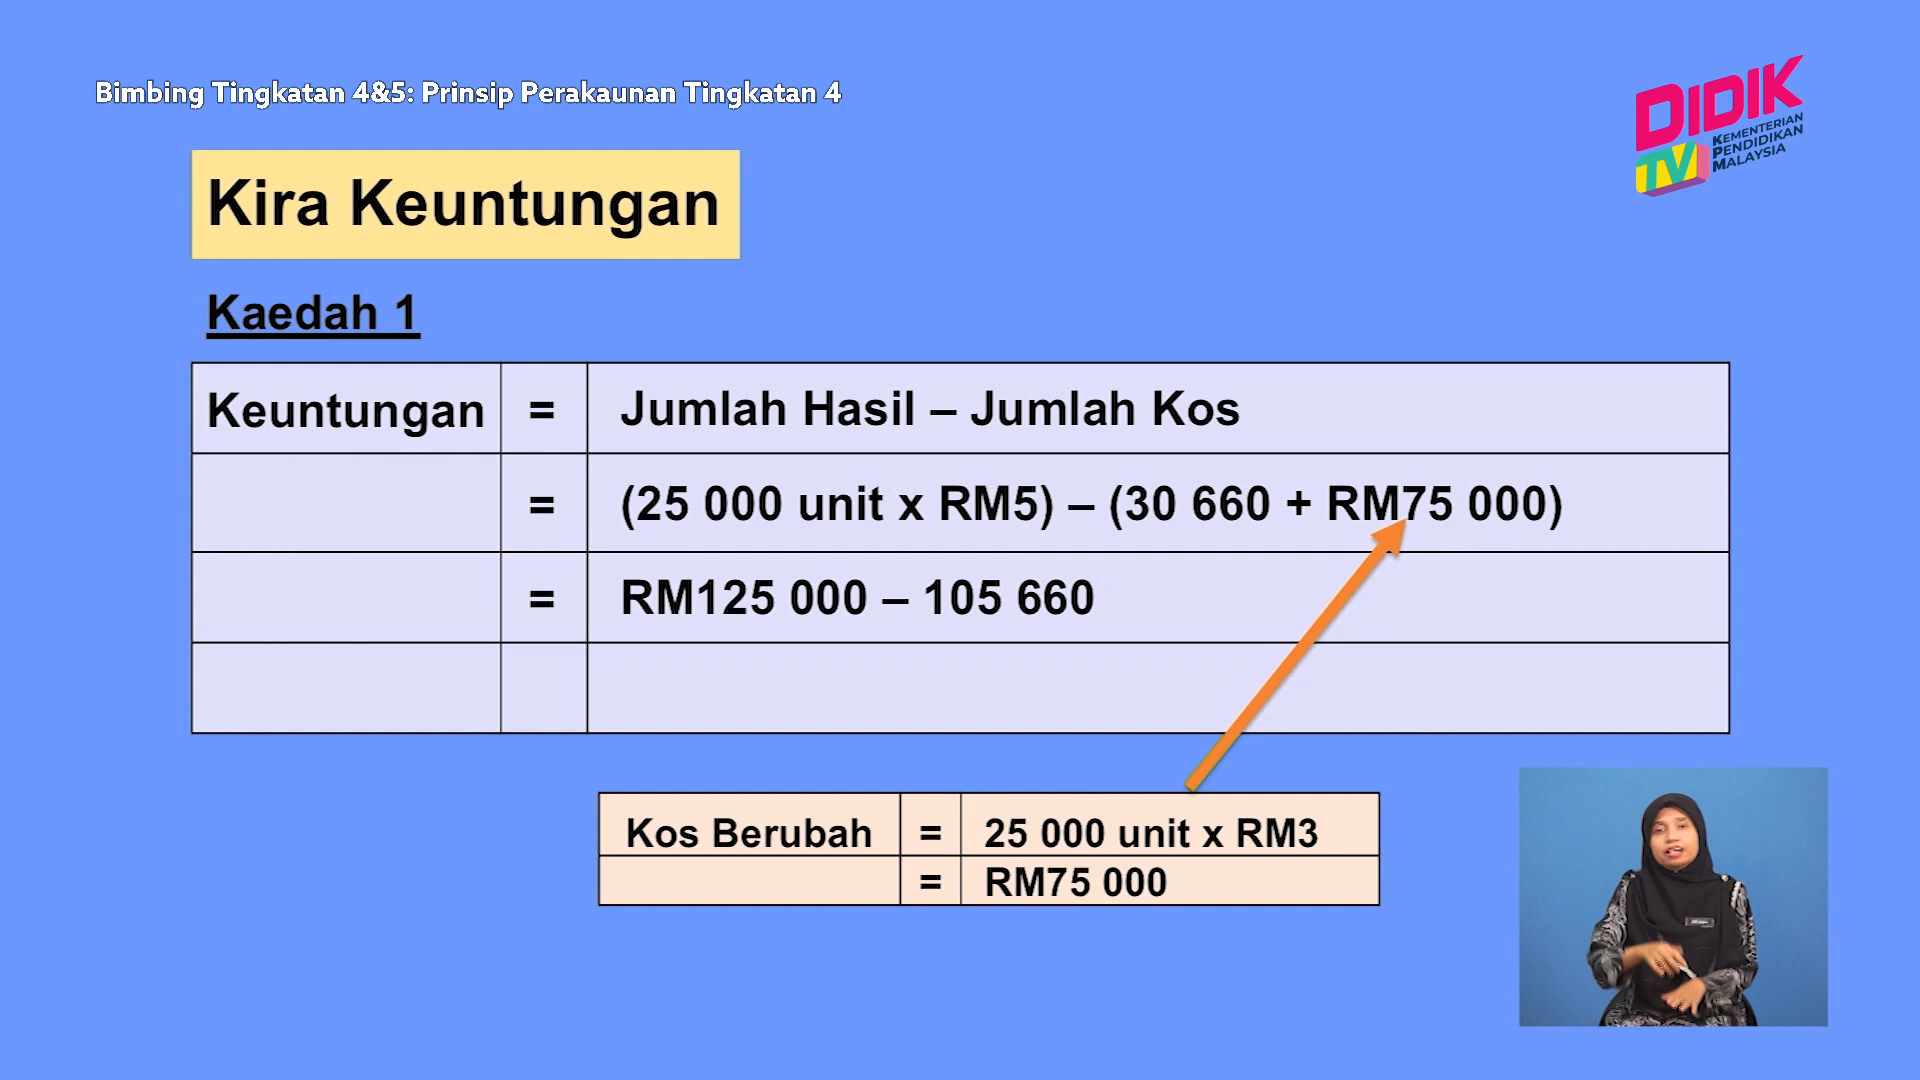 Bimbing Tingkatan 4&5: Prinsip Perakaunan Tingkatan 4
DIDIK
TV
KEMENTERIAN
PENDIDIKAN
MALAYSIA
Kira Keuntungan
Kaedah 1
Keuntungan = Jumlah Hasil – Jumlah Kos
= (25 000 unit x RM5) – (30 660 + RM75 000)
= RM125 000 – 105 660
Kos Berubah = 25 000 unit x RM3
= RM75 000